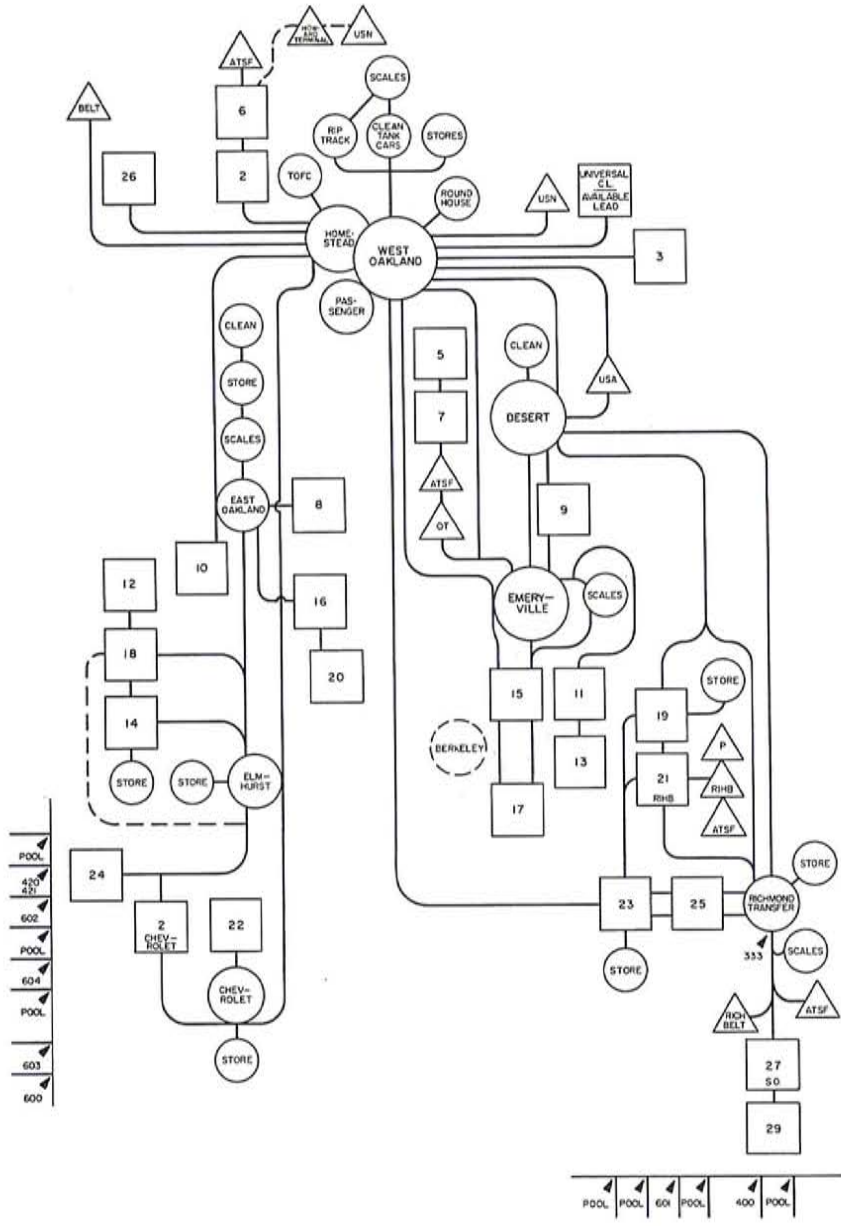 HOW-
ARD
TERMINAL
USN
ATSF
SCALES
BELT
6
RIP
TRACK
CLEAN
TANK
CARS
STORES
26
2
TOFC
ROUND
HOUSE
USN
UNIVERSAL
C.L.
AVAILABLE
LEAD
HOME-
STEAD
WEST
OAKLAND
3
PAS-
SENGER
CLEAN
5
CLEAN
USA
STORE
7
DESERT
SCALES
ATSF
EAST
OAKLAND
8
OT
9
10
12
16
EMERY-
VILLE
SCALES
18
20
15
11
19
STORE
14
BERKELEY
13
21
RIHB
P
RIHB
ATSF
STORE
STORE
ELM-
HURST
17
POOL
24
STORE
420
421
2
CHEV-
ROLET
22
23
25
RICHMOND
TRANSFER
602
333
POOL
SCALES
604
CHEV-
ROLET
STORE
POOL
RICH
BELT
ATSF
603
STORE
27
SO
600
29
POOL
POOL
601
POOL
400
POOL